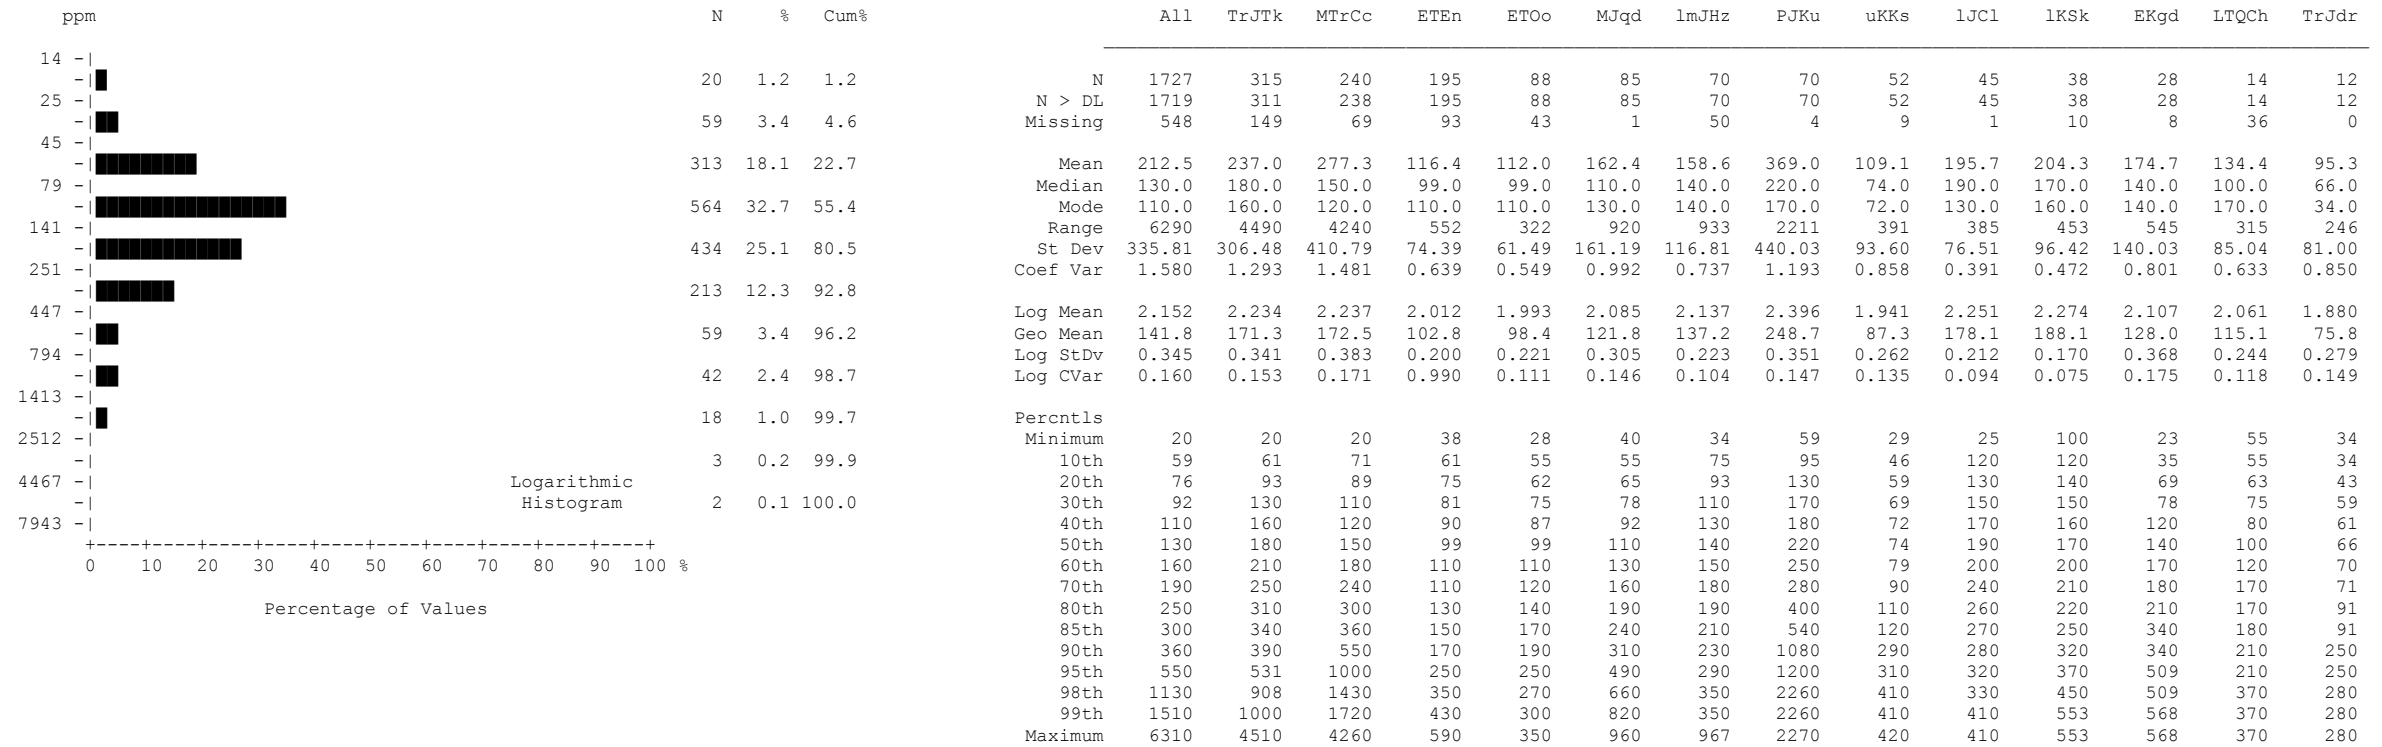 ppm N % Cum% All TrJTk MTrCc ETEn ETOo MJqd lmJHz PJKu uKKs lJCl lKSk EKgd LTQCh TrJdr
14 -|
-| 20 1.2 1.2 N 1727 315 240 195 88 85 70 70 52 45 38 28 14 12
25 -| N > DL 1719 311 238 195 88 85 70 70 52 45 38 28 14 12
-| 59 3.4 4.6 Missing 548 149 69 93 43 1 50 4 9 1 10 8 36 0
45 -|
-| 313 18.1 22.7 Mean 212.5 237.0 277.3 116.4 112.0 162.4 158.6 369.0 109.1 195.7 204.3 174.7 134.4 95.3
79 -| Median 130.0 180.0 150.0 99.0 99.0 110.0 140.0 220.0 74.0 190.0 170.0 140.0 100.0 66.0
-| 564 32.7 55.4 Mode 110.0 160.0 120.0 110.0 110.0 130.0 140.0 170.0 72.0 130.0 160.0 140.0 170.0 34.0
141 -| Range 6290 4490 4240 552 322 920 933 2211 391 385 453 545 315 246
-| 434 25.1 80.5 St Dev 335.81 306.48 410.79 74.39 61.49 161.19 116.81 440.03 93.60 76.51 96.42 140.03 85.04 81.00
251 -| Coef Var 1.580 1.293 1.481 0.639 0.549 0.992 0.737 1.193 0.858 0.391 0.472 0.801 0.633 0.850
-| 213 12.3 92.8
447 -| Log Mean 2.152 2.234 2.237 2.012 1.993 2.085 2.137 2.396 1.941 2.251 2.274 2.107 2.061 1.880
-| 59 3.4 96.2 Geo Mean 141.8 171.3 172.5 102.8 98.4 121.8 137.2 248.7 87.3 178.1 188.1 128.0 115.1 75.8
794 -| Log StDv 0.345 0.341 0.383 0.200 0.221 0.305 0.223 0.351 0.262 0.212 0.170 0.368 0.244 0.279
-| 42 2.4 98.7 Log CVar 0.160 0.153 0.171 0.990 0.111 0.146 0.104 0.147 0.135 0.094 0.075 0.175 0.118 0.149
1413 -|
-| 18 1.0 99.7 Percntls
2512 -| Minimum 20 20 20 38 28 40 34 59 29 25 100 23 55 34
-| 3 0.2 99.9 10th 59 61 71 61 55 55 75 95 46 120 120 35 55 34
4467 -| Logarithmic 20th 76 93 89 75 62 65 93 130 59 130 140 69 63 43
-| Histogram 2 0.1 100.0 30th 92 130 110 81 75 78 110 170 69 150 150 78 75 59
7943 -| 40th 110 160 120 90 87 92 130 180 72 170 160 120 80 61
+----+----+----+----+----+----+----+----+----+----+ 50th 130 180 150 99 99 110 140 220 74 190 170 140 100 66
0 10 20 30 40 50 60 70 80 90 100 % 60th 160 210 180 110 110 130 150 250 79 200 200 170 120 70
70th 190 250 240 110 120 160 180 280 90 240 210 180 170 71
Percentage of Values 80th 250 310 300 130 140 190 190 400 110 260 220 210 170 91
85th 300 340 360 150 170 240 210 540 120 270 250 340 180 91
90th 360 390 550 170 190 310 230 1080 290 280 320 340 210 250
95th 550 531 1000 250 250 490 290 1200 310 320 370 509 210 250
98th 1130 908 1430 350 270 660 350 2260 410 330 450 509 370 280
99th 1510 1000 1720 430 300 820 350 2260 410 410 553 568 370 280
Maximum 6310 4510 4260 590 350 960 967 2270 420 410 553 568 370 280